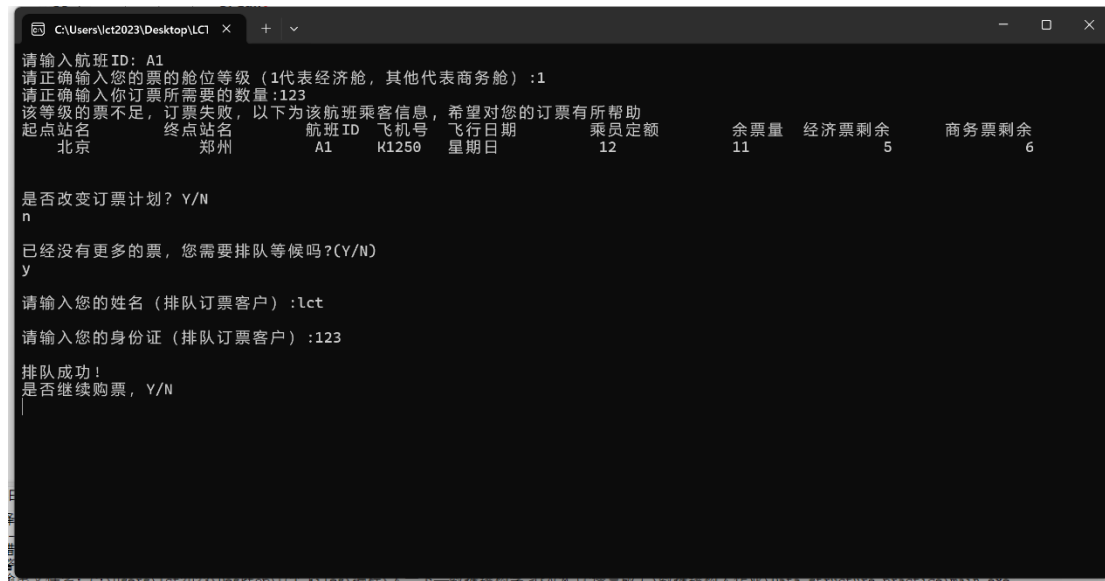 C:\Users\lct2023\Desktop\LC1
请输入航班ID: A1
请正确输入您的票的舱位等级（1代表经济舱，其他代表商务舱）:1
请正确输入你订票所需要的数量:123
该等级的票不足，订票失败，以下为该航班乘客信息，希望对您的订票有所帮助
起点站名 终点站名 航班ID 飞机号 飞行日期 乘员定额 余票量 经济票剩余 商务票剩余
北京 郑州 A1 K1250 星期日 12 11 5 6
是否改变订票计划? Y/N
n
已经没有更多的票，您需要排队等候吗?(Y/N)
y
请输入您的姓名（排队订票客户）:lct
请输入您的身份证（排队订票客户）:123
排队成功!
是否继续购票, Y/N